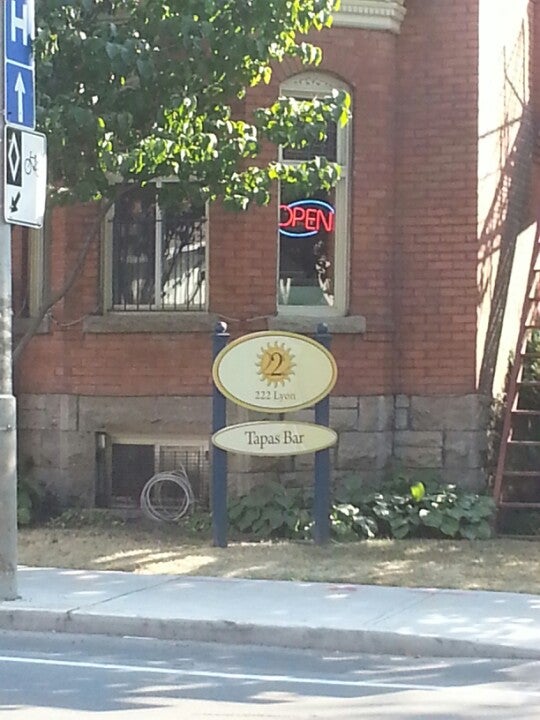 H
OPEN
2
222 Lyon
Tapas Bar